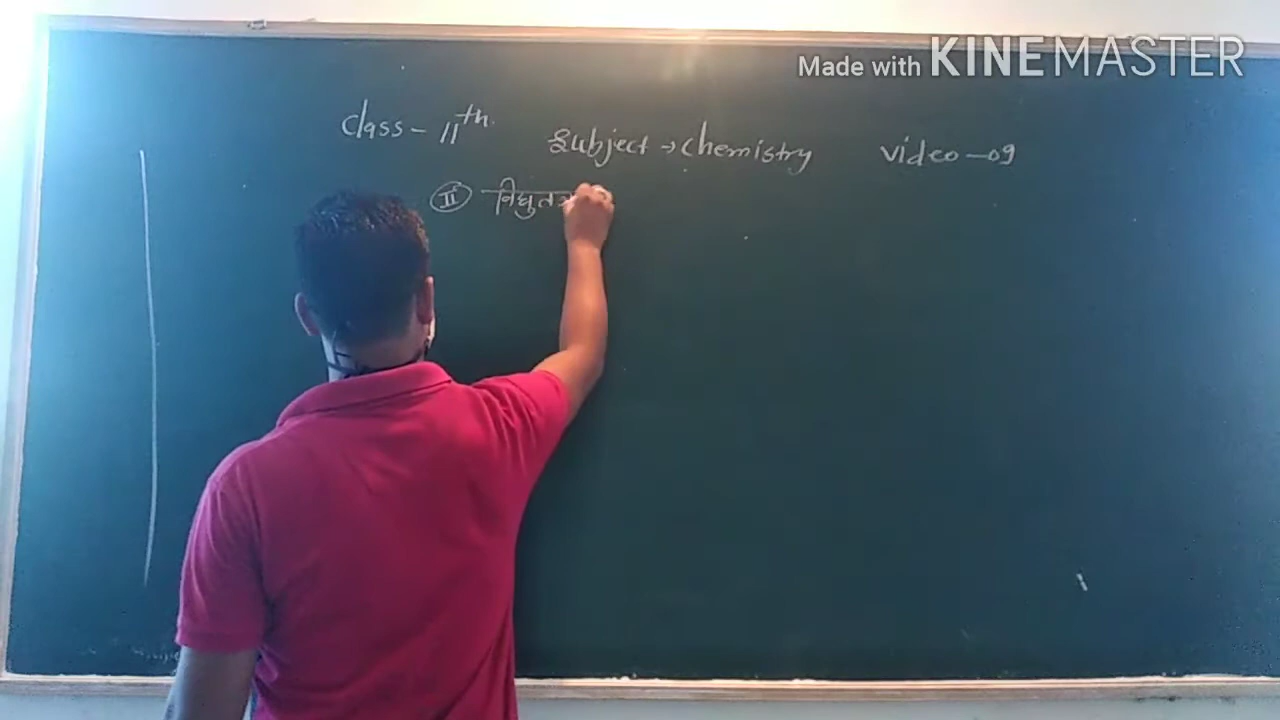 Made with KINEMASTER
Class - 11th.
Subject → Chemistry Video - 09
II